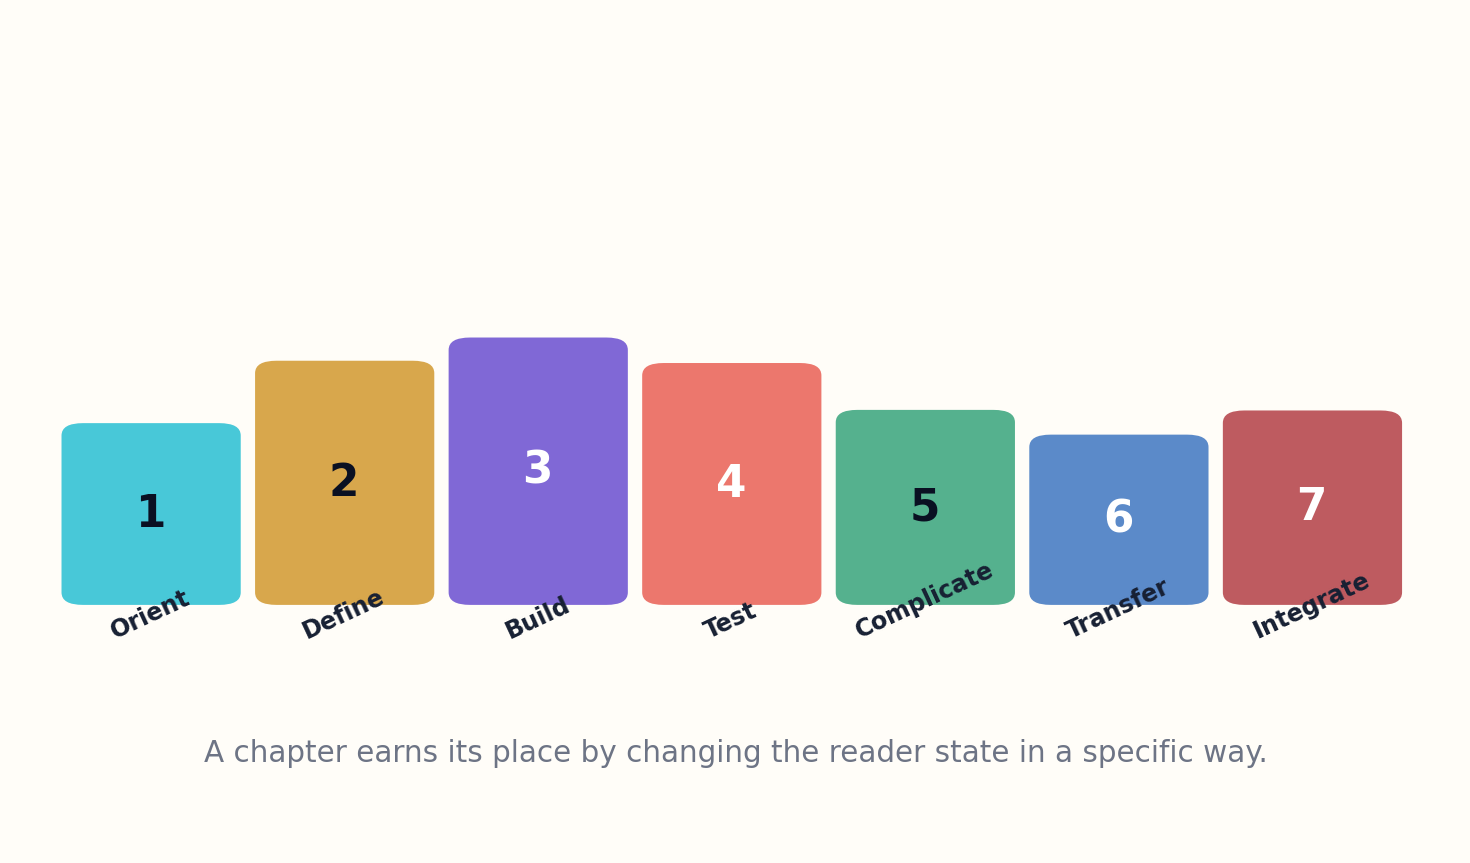 1
2
3
4
5
6
7
Orient
Define
Build
Test
Complicate
Transfer
Integrate
A chapter earns its place by changing the reader state in a specific way.